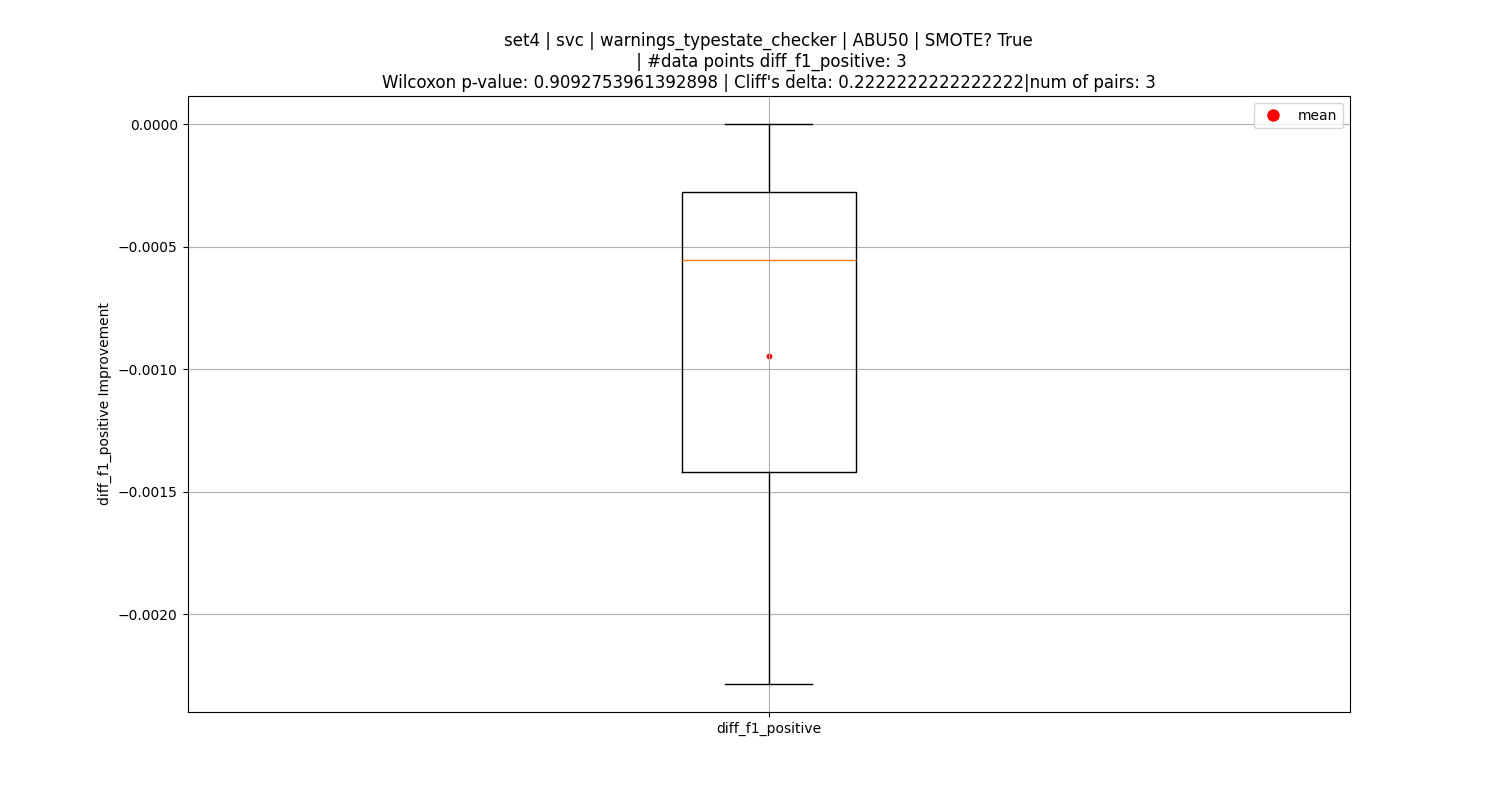 set4 | svc | warnings_typestate_checker | ABU50 | SMOTE? True
| #data points diff_f1_positive: 3
Wilcoxon p-value: 0.9092753961392898 | Cliff's delta: 0.2222222222222222|num of pairs: 3
mean
0.0000
−0.0005
−0.0010
−0.0015
−0.0020
diff_f1_positive Improvement
diff_f1_positive